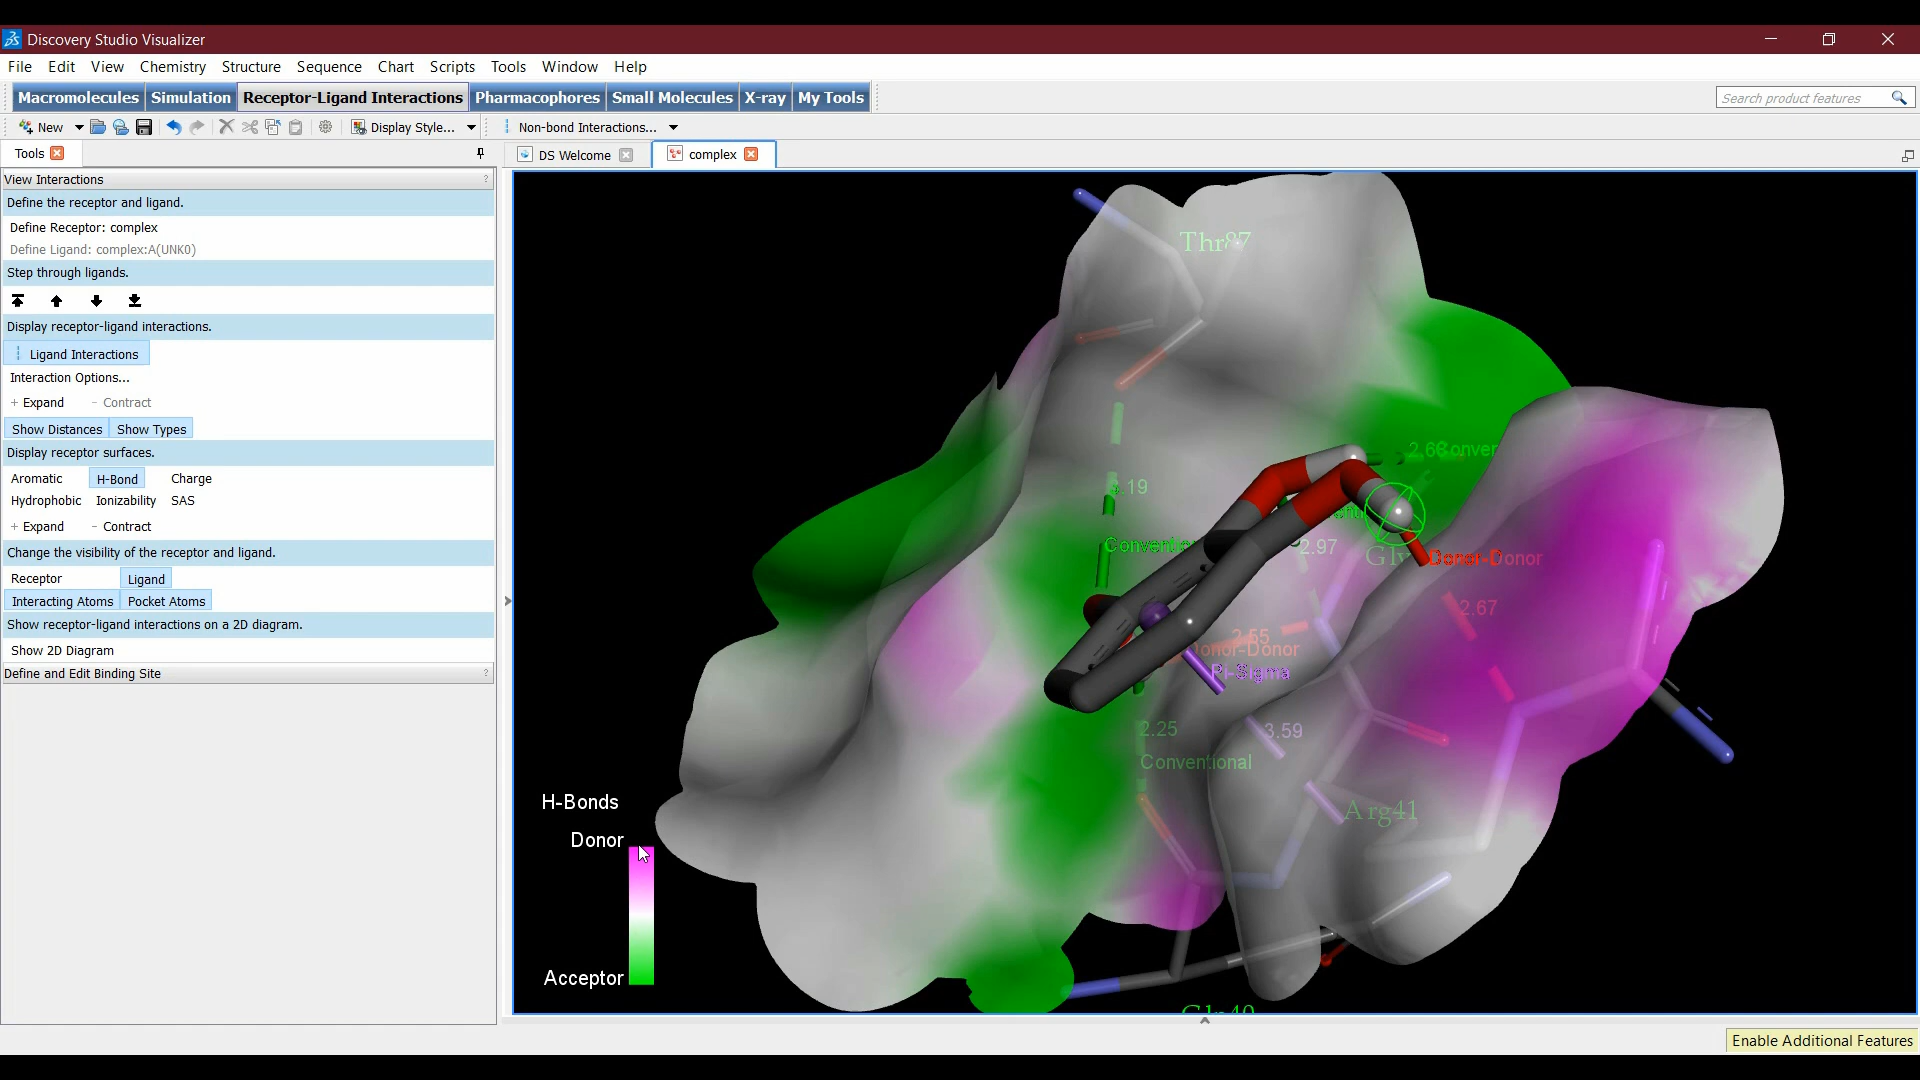 Discovery Studio Visualizer
File Edit View Chemistry Structure Sequence Chart Scripts Tools Window Help
Macromolecules Simulation Receptor-Ligand Interactions Pharmacophores Small Molecules X-ray My Tools
Search product features
New Display Style... Non-bond Interactions...
Tools
DS Welcome complex
View Interactions ?
Define the receptor and ligand.
Define Receptor: complex
Define Ligand: complex:A(UNK0)
Step through ligands.
Display receptor-ligand interactions.
Ligand Interactions
Interaction Options...
+ Expand - Contract
Show Distances Show Types
Display receptor surfaces.
Aromatic H-Bond Charge
Hydrophobic Ionizability SAS
+ Expand - Contract
Change the visibility of the receptor and ligand.
Receptor Ligand
Interacting Atoms Pocket Atoms
Show receptor-ligand interactions on a 2D diagram.
Show 2D Diagram
Define and Edit Binding Site ?
Thr87
Conver
.19
Conventio
2.97
Gly
Donor-Donor
2.67
2.55
Donor-Donor
Pi-Sigma
2.25
3.59
Conventional
Arg41
H-Bonds
Donor
Acceptor
Gln40
Enable Additional Features